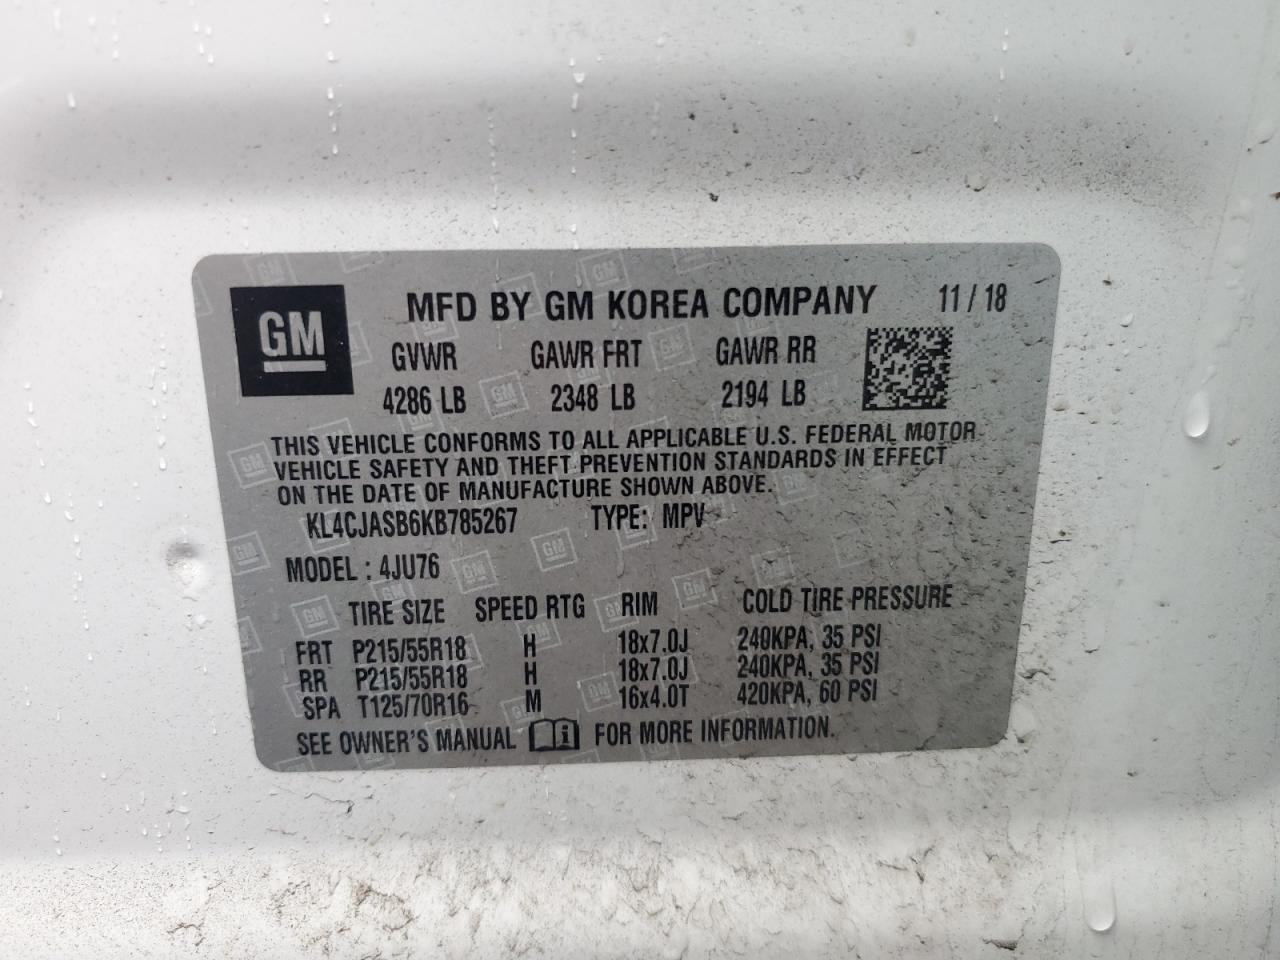 GM
MFD BY GM KOREA COMPANY 11 / 18
GVWR GAWR FRT GAWR RR
4286 LB 2348 LB 2194 LB
THIS VEHICLE CONFORMS TO ALL APPLICABLE U.S. FEDERAL MOTOR
VEHICLE SAFETY AND THEFT PREVENTION STANDARDS IN EFFECT
ON THE DATE OF MANUFACTURE SHOWN ABOVE.
KL4CJASB6KB785267 TYPE: MPV
MODEL : 4JU76
TIRE SIZE SPEED RTG RIM COLD TIRE PRESSURE
FRT P215/55R18 H 18x7.0J 240KPA, 35 PSI
RR P215/55R18 H 18x7.0J 240KPA, 35 PSI
SPA T125/70R16 M 16x4.0T 420KPA, 60 PSI
SEE OWNER'S MANUAL i FOR MORE INFORMATION.